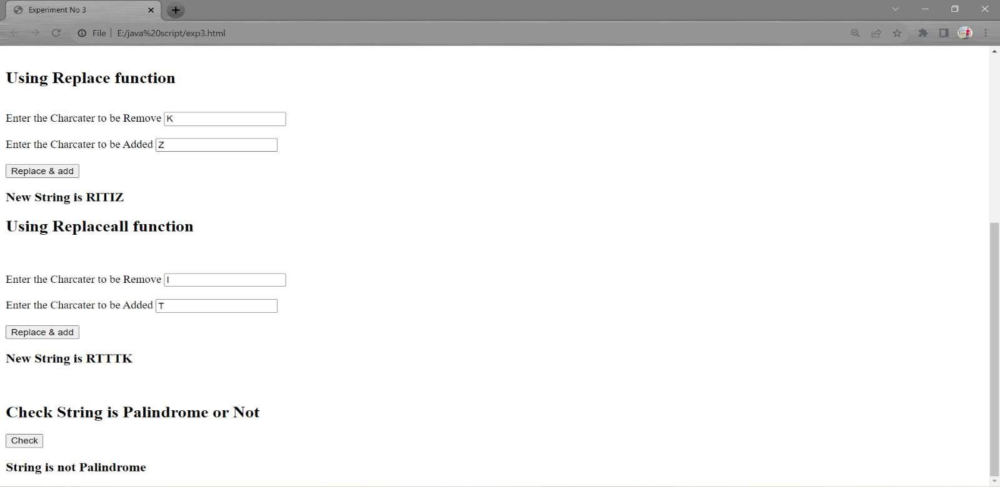 Experiment No 3
File | E:/java%20script/exp3.html
Using Replace function
Enter the Charcater to be Remove K
Enter the Charcater to be Added Z
Replace & add
New String is RITIZ
Using Replaceall function
Enter the Charcater to be Remove I
Enter the Charcater to be Added T
Replace & add
New String is RTTTK
Check String is Palindrome or Not
Check
String is not Palindrome